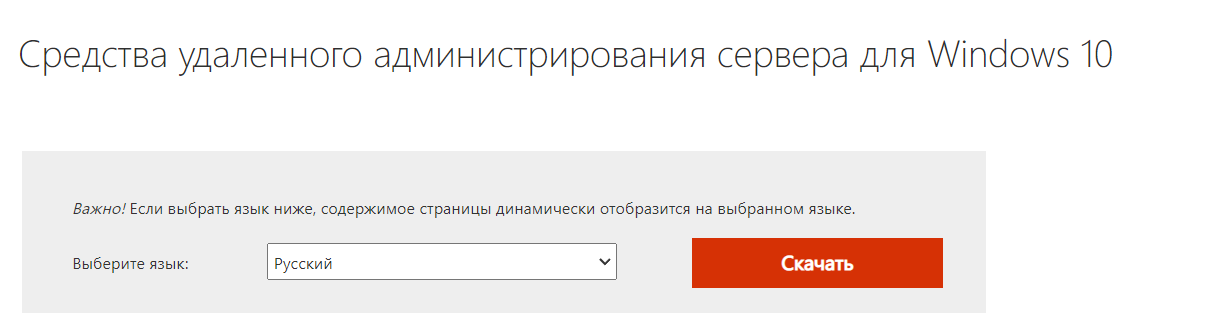 Средства удаленного администрирования сервера для Windows 10
Важно! Если выбрать язык ниже, содержимое страницы динамически отобразится на выбранном языке.
Выберите язык: Русский Скачать